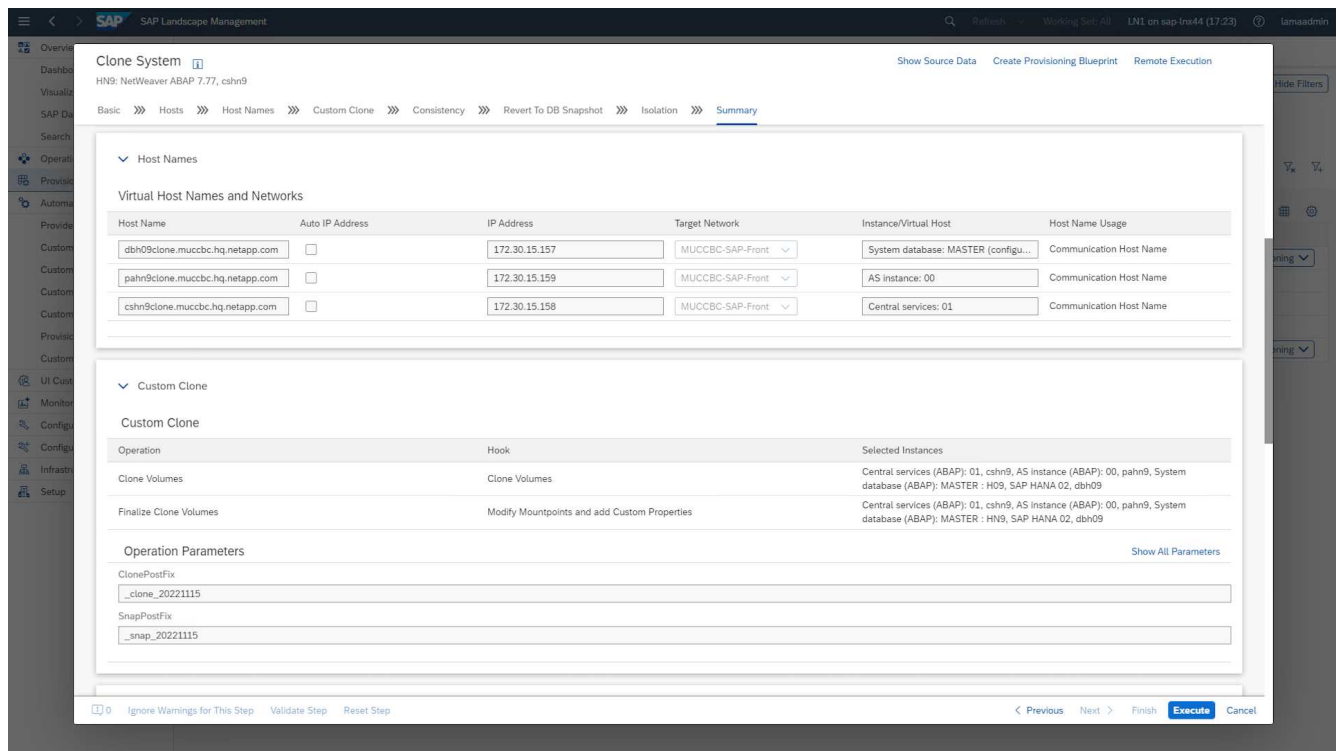 SAP SAP Landscape Management Refresh Working Set: All LN1 on sap-lnx44 (17:23) lamaadmin
Overvie
Dashbo
Visualiz
SAP Da
Search
Operati
Provisio
Automa
Provide
Custom
Custom
Custom
Custom
Provisio
Custom
UI Cust
Monitor
Configu
Configu
Infrastru
Setup
Hide Filters
oning
oning
Clone System
Show Source Data Create Provisioning Blueprint Remote Execution
HN9: NetWeaver ABAP 7.77, cshn9
Basic Hosts Host Names Custom Clone Consistency Revert To DB Snapshot Isolation Summary
Host Names
Virtual Host Names and Networks
Host Name Auto IP Address IP Address Target Network Instance/Virtual Host Host Name Usage
dbh09clone.muccbc.hq.netapp.com 172.30.15.157 MUCCBC-SAP-Front System database: MASTER (configu... Communication Host Name
pahn9clone.muccbc.hq.netapp.com 172.30.15.159 MUCCBC-SAP-Front AS instance: 00 Communication Host Name
cshn9clone.muccbc.hq.netapp.com 172.30.15.158 MUCCBC-SAP-Front Central services: 01 Communication Host Name
Custom Clone
Custom Clone
Operation Hook Selected Instances
Clone Volumes Clone Volumes Central services (ABAP): 01, cshn9, AS instance (ABAP): 00, pahn9, System
database (ABAP): MASTER : H09, SAP HANA 02, dbh09
Finalize Clone Volumes Modify Mountpoints and add Custom Properties Central services (ABAP): 01, cshn9, AS instance (ABAP): 00, pahn9, System
database (ABAP): MASTER : HN9, SAP HANA 02, dbh09
Operation Parameters Show All Parameters
ClonePostFix
_clone_20221115
SnapPostFix
_snap_20221115
0 Ignore Warnings for This Step Validate Step Reset Step < Previous Next > Finish Execute Cancel